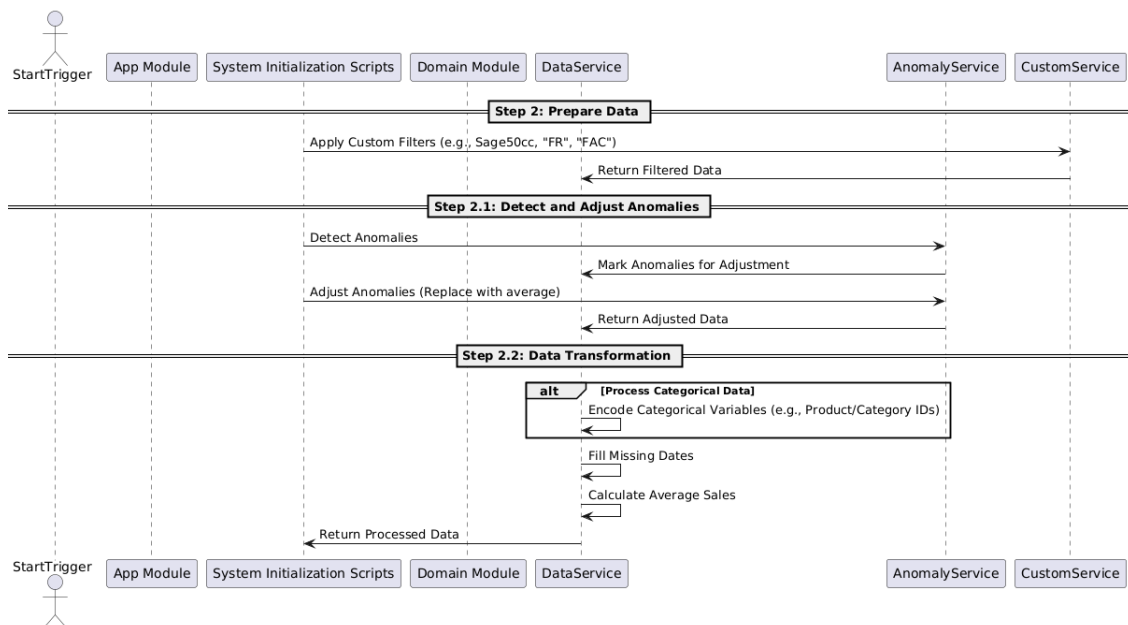 StartTrigger
App Module
System Initialization Scripts
Domain Module
DataService
AnomalyService
CustomService
Step 2: Prepare Data
Apply Custom Filters (e.g., Sage50cc, "FR", "FAC")
Return Filtered Data
Step 2.1: Detect and Adjust Anomalies
Detect Anomalies
Mark Anomalies for Adjustment
Adjust Anomalies (Replace with average)
Return Adjusted Data
Step 2.2: Data Transformation
alt
[Process Categorical Data]
Encode Categorical Variables (e.g., Product/Category IDs)
Fill Missing Dates
Calculate Average Sales
Return Processed Data
StartTrigger
App Module
System Initialization Scripts
Domain Module
DataService
AnomalyService
CustomService